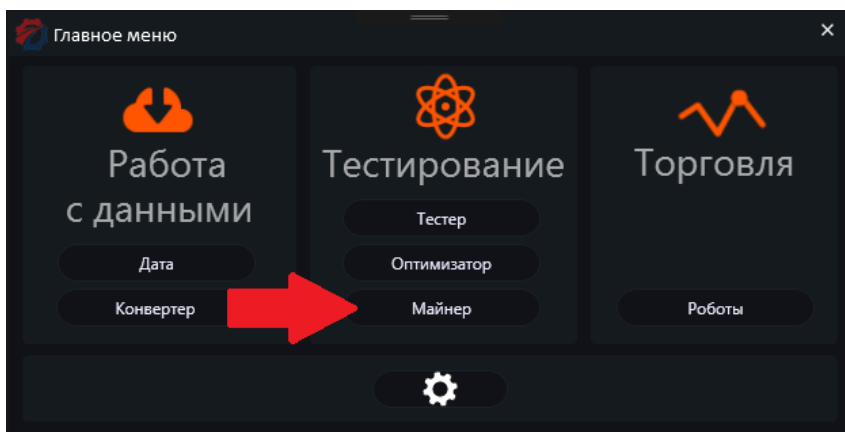 Главное меню
Работа
с данными
Дата
Конвертер
Тестирование
Тестер
Оптимизатор
Майнер
Торговля
Роботы